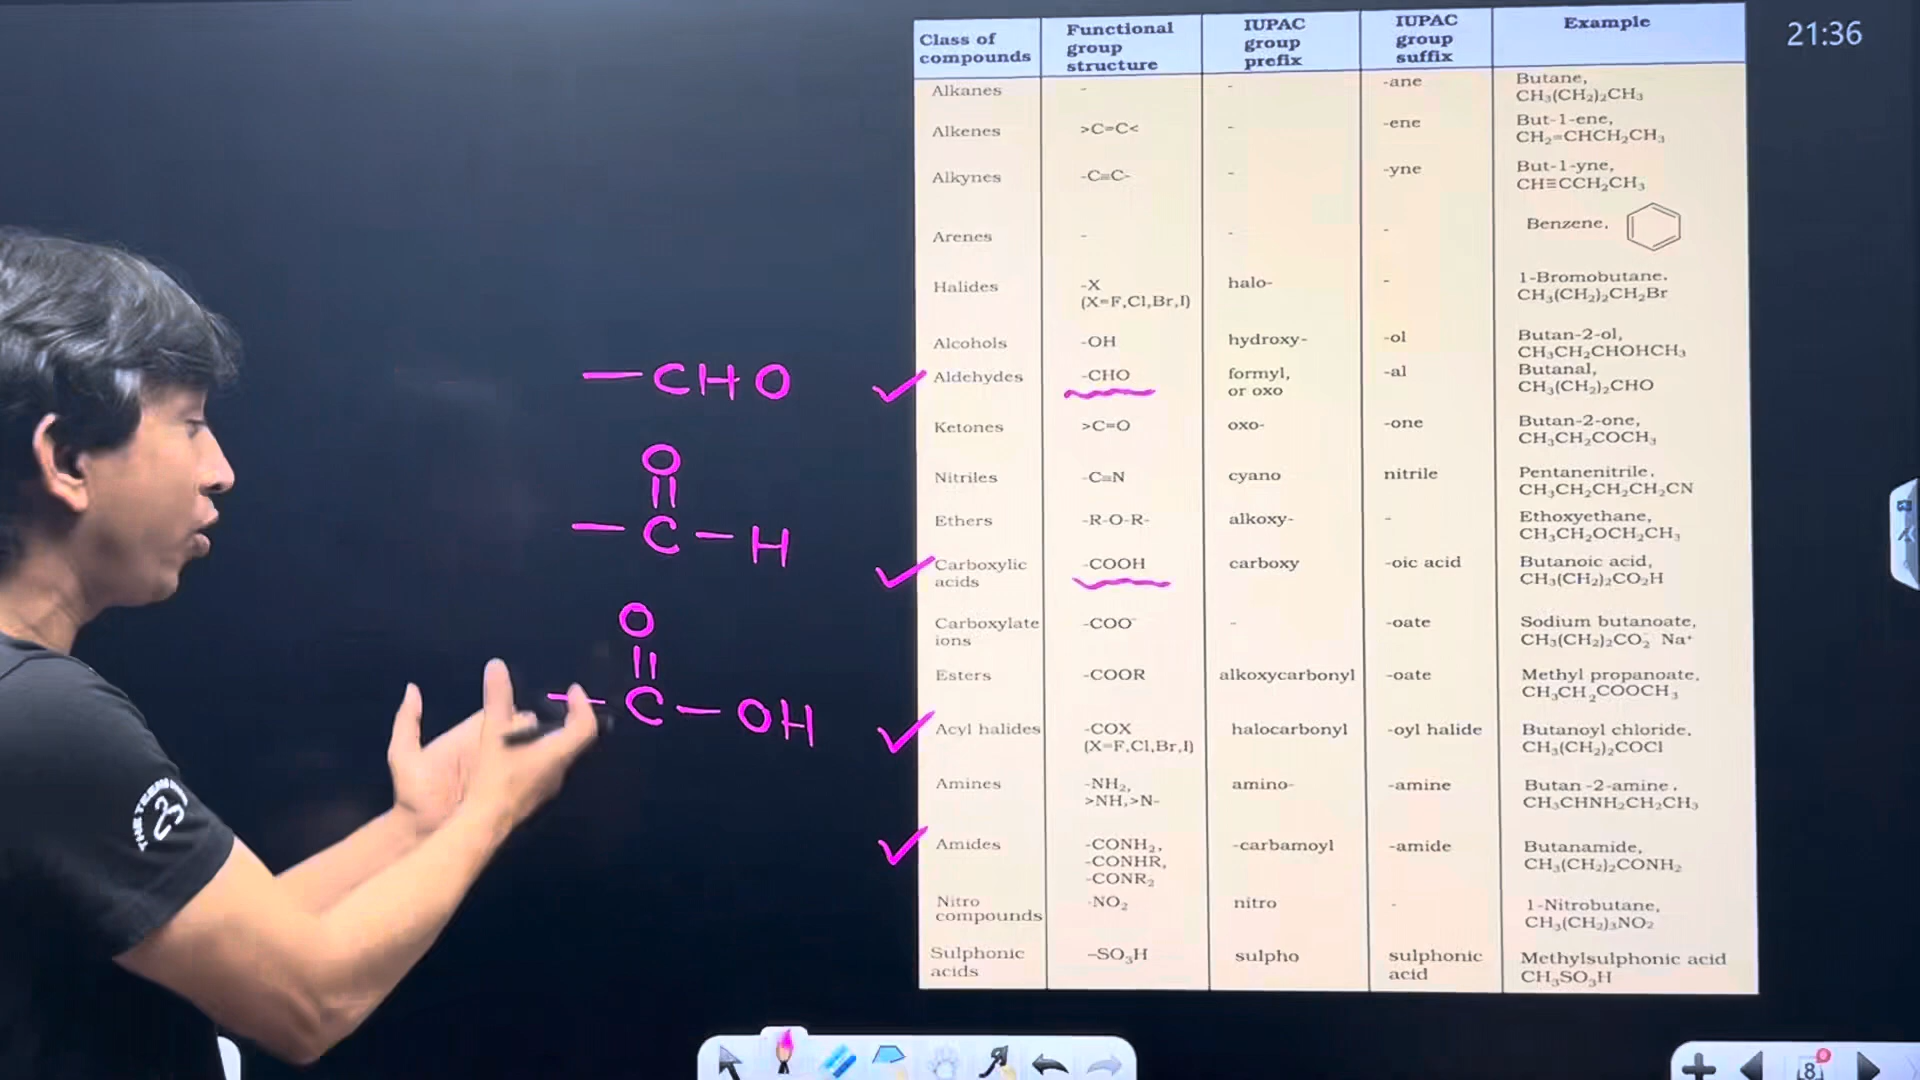 21:36
Class of compounds | Functional group structure | IUPAC group prefix | IUPAC group suffix | Example
Alkanes | - | - | -ane | Butane, CH₃(CH₂)₂CH₃
Alkenes | >C=C< | - | -ene | But-1-ene, CH₂=CHCH₂CH₃
Alkynes | -C≡C- | - | -yne | But-1-yne, CH≡CCH₂CH₃
Arenes | - | - | - | Benzene,
Halides | -X (X=F,Cl,Br,I) | halo- | - | 1-Bromobutane, CH₃(CH₂)₂CH₂Br
Alcohols | -OH | hydroxy- | -ol | Butan-2-ol, CH₃CH₂CHOHCH₃
Aldehydes | -CHO | formyl, or oxo | -al | Butanal, CH₃(CH₂)₂CHO
Ketones | >C=O | oxo- | -one | Butan-2-one, CH₃CH₂COCH₃
Nitriles | -C≡N | cyano | nitrile | Pentanenitrile, CH₃CH₂CH₂CH₂CN
Ethers | -R-O-R- | alkoxy- | - | Ethoxyethane, CH₃CH₂OCH₂CH₃
Carboxylic acids | -COOH | carboxy | -oic acid | Butanoic acid, CH₃(CH₂)₂CO₂H
Carboxylate ions | -COO⁻ | - | -oate | Sodium butanoate, CH₃(CH₂)₂CO₂⁻ Na⁺
Esters | -COOR | alkoxycarbonyl | -oate | Methyl propanoate, CH₃CH₂COOCH₃
Acyl halides | -COX (X=F,Cl,Br,I) | halocarbonyl | -oyl halide | Butanoyl chloride, CH₃(CH₂)₂COCl
Amines | -NH₂, >NH,>N- | amino- | -amine | Butan-2-amine, CH₃CHNH₂CH₂CH₃
Amides | -CONH₂, -CONHR, -CONR₂ | -carbamoyl | -amide | Butanamide, CH₃(CH₂)₂CONH₂
Nitro compounds | -NO₂ | nitro | - | 1-Nitrobutane, CH₃(CH₂)₃NO₂
Sulphonic acids | –SO₃H | sulpho | sulphonic acid | Methylsulphonic acid CH₃SO₃H
—CHO
O
||
—C—H
O
||
—C—OH
8